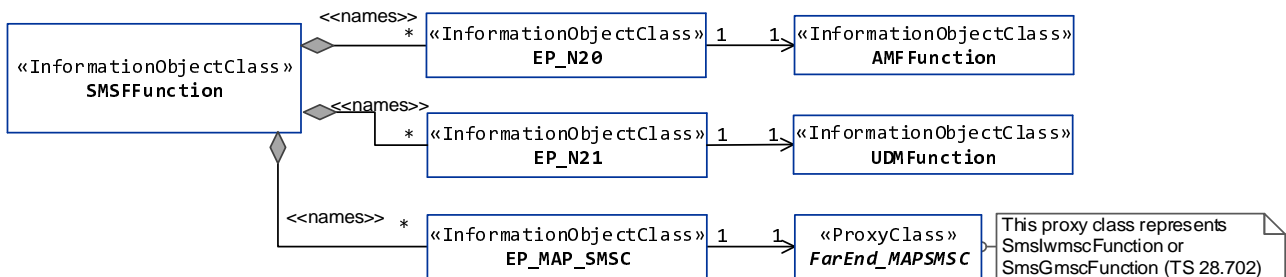 <<names>>
*
«InformationObjectClass»
EP_N20
1
1
«InformationObjectClass»
AMFFunction
«InformationObjectClass»
SMSFFunction
<<names>>
*
«InformationObjectClass»
EP_N21
1
1
«InformationObjectClass»
UDMFunction
<<names>>
*
«InformationObjectClass»
EP_MAP_SMSC
1
1
«ProxyClass»
FarEnd_MAPSMSC
This proxy class represents
SmsIwmscFunction or
SmsGmscFunction (TS 28.702)